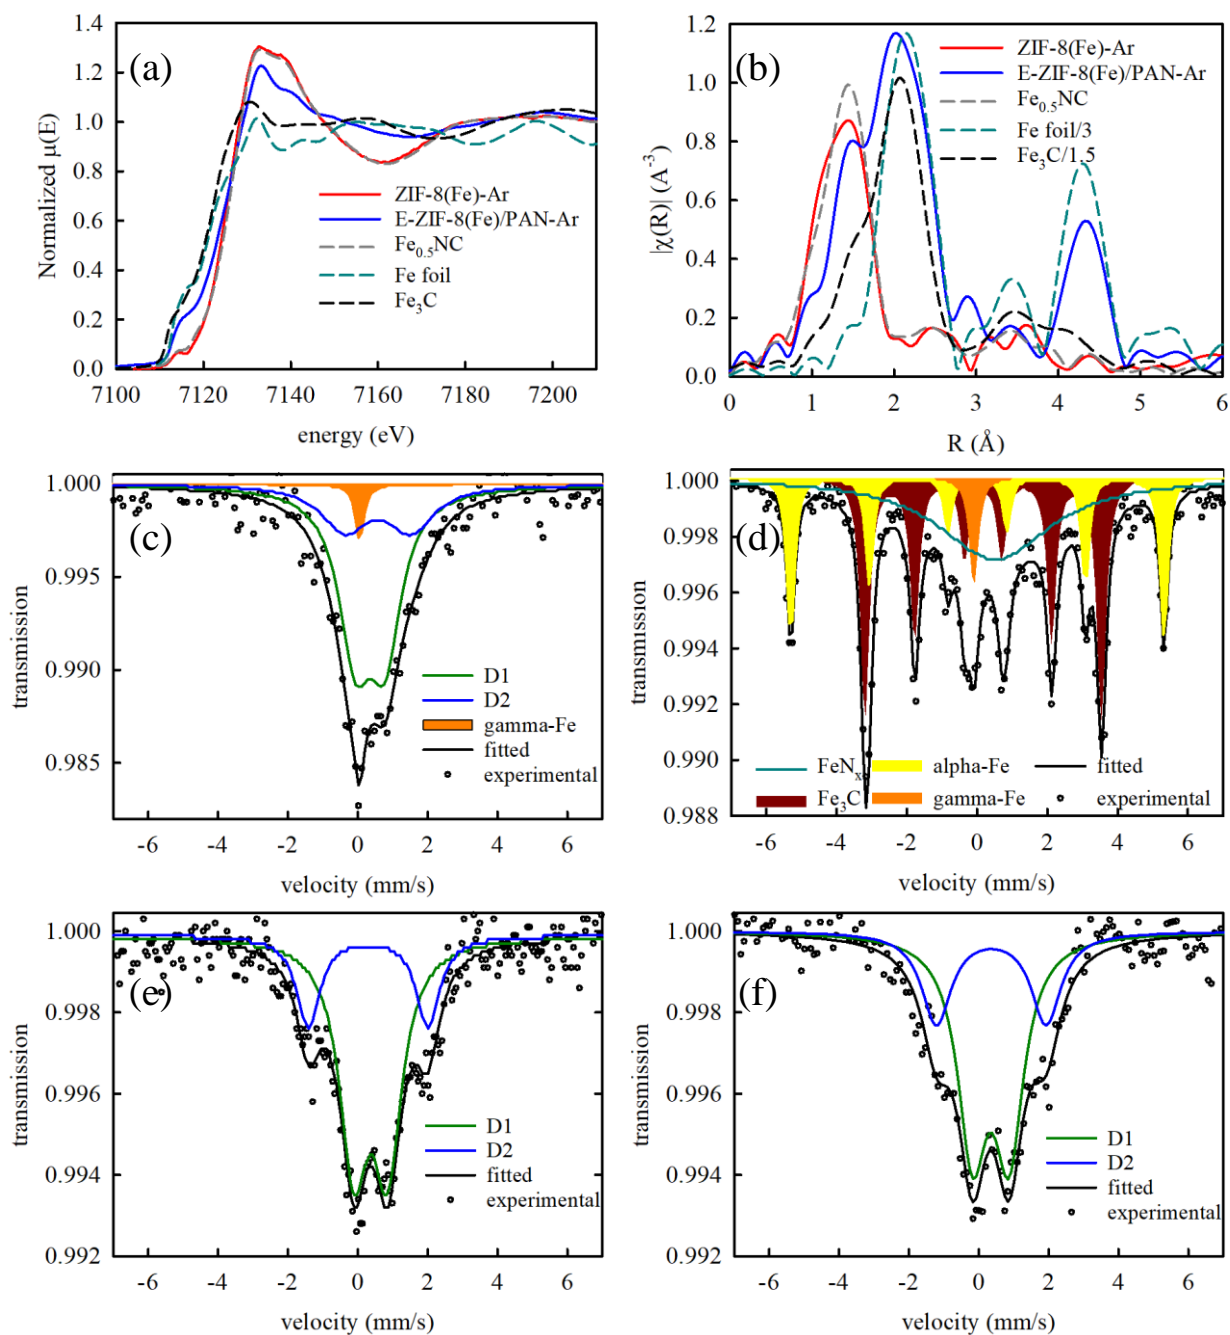 (a)
Normalized μ(E)
1.4
1.2
1.0
0.8
0.6
0.4
0.2
0.0
ZIF-8(Fe)-Ar
E-ZIF-8(Fe)/PAN-Ar
Fe0.5NC
Fe foil
Fe3C
7100 7120 7140 7160 7180 7200
energy (eV)
(b)
|χ(R)| (A-3)
1.2
1.0
0.8
0.6
0.4
0.2
0.0
ZIF-8(Fe)-Ar
E-ZIF-8(Fe)/PAN-Ar
Fe0.5NC
Fe foil/3
Fe3C/1.5
0 1 2 3 4 5 6
R (Å)
(c)
transmission
1.000
0.995
0.990
0.985
D1
D2
gamma-Fe
fitted
experimental
-6 -4 -2 0 2 4 6
velocity (mm/s)
(d)
transmission
1.000
0.998
0.996
0.994
0.992
0.990
0.988
FeNx alpha-Fe fitted
Fe3C gamma-Fe experimental
-6 -4 -2 0 2 4 6
velocity (mm/s)
(e)
transmission
1.000
0.998
0.996
0.994
0.992
D1
D2
fitted
experimental
-6 -4 -2 0 2 4 6
velocity (mm/s)
(f)
transmission
1.000
0.998
0.996
0.994
0.992
D1
D2
fitted
experimental
-6 -4 -2 0 2 4 6
velocity (mm/s)